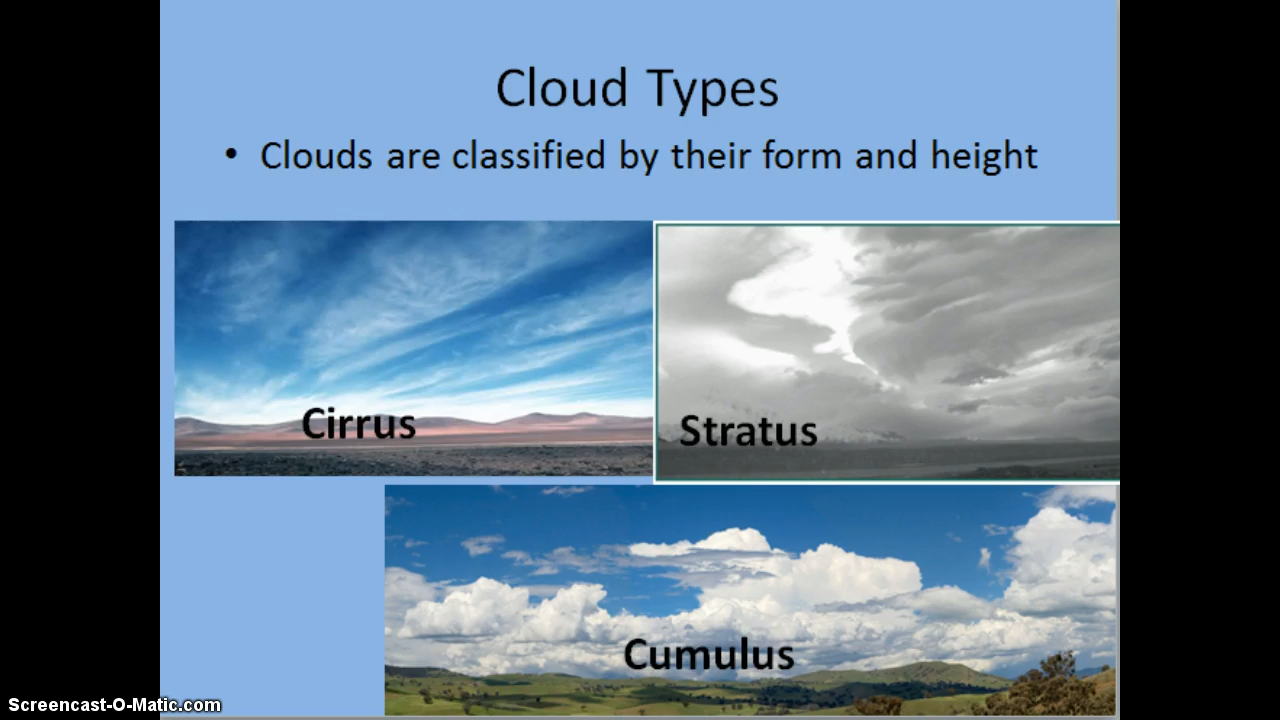 Cloud Types
• Clouds are classified by their form and height
Cirrus
Stratus
Cumulus
Screencast-O-Matic.com